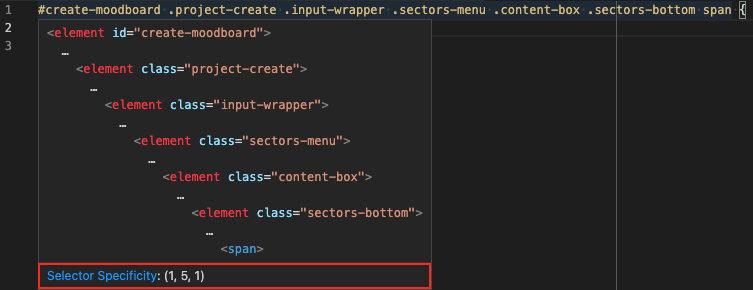 1 #create-moodboard .project-create .input-wrapper .sectors-menu .content-box .sectors-bottom span {
2 <element id="create-moodboard">
3 …
<element class="project-create">
…
<element class="input-wrapper">
…
<element class="sectors-menu">
…
<element class="content-box">
…
<element class="sectors-bottom">
…
<span>
Selector Specificity: (1, 5, 1)